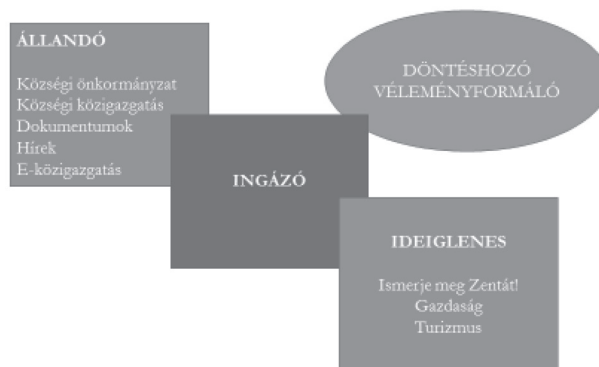 ÁLLANDÓ
Községi önkormányzat
Községi közigazgatás
Dokumentumok
Hírek
E-közigazgatás
DÖNTÉSHOZÓ
VÉLEMÉNYFORMÁLÓ
INGÁZÓ
IDEIGLENES
Ismerje meg Zentát!
Gazdaság
Turizmus